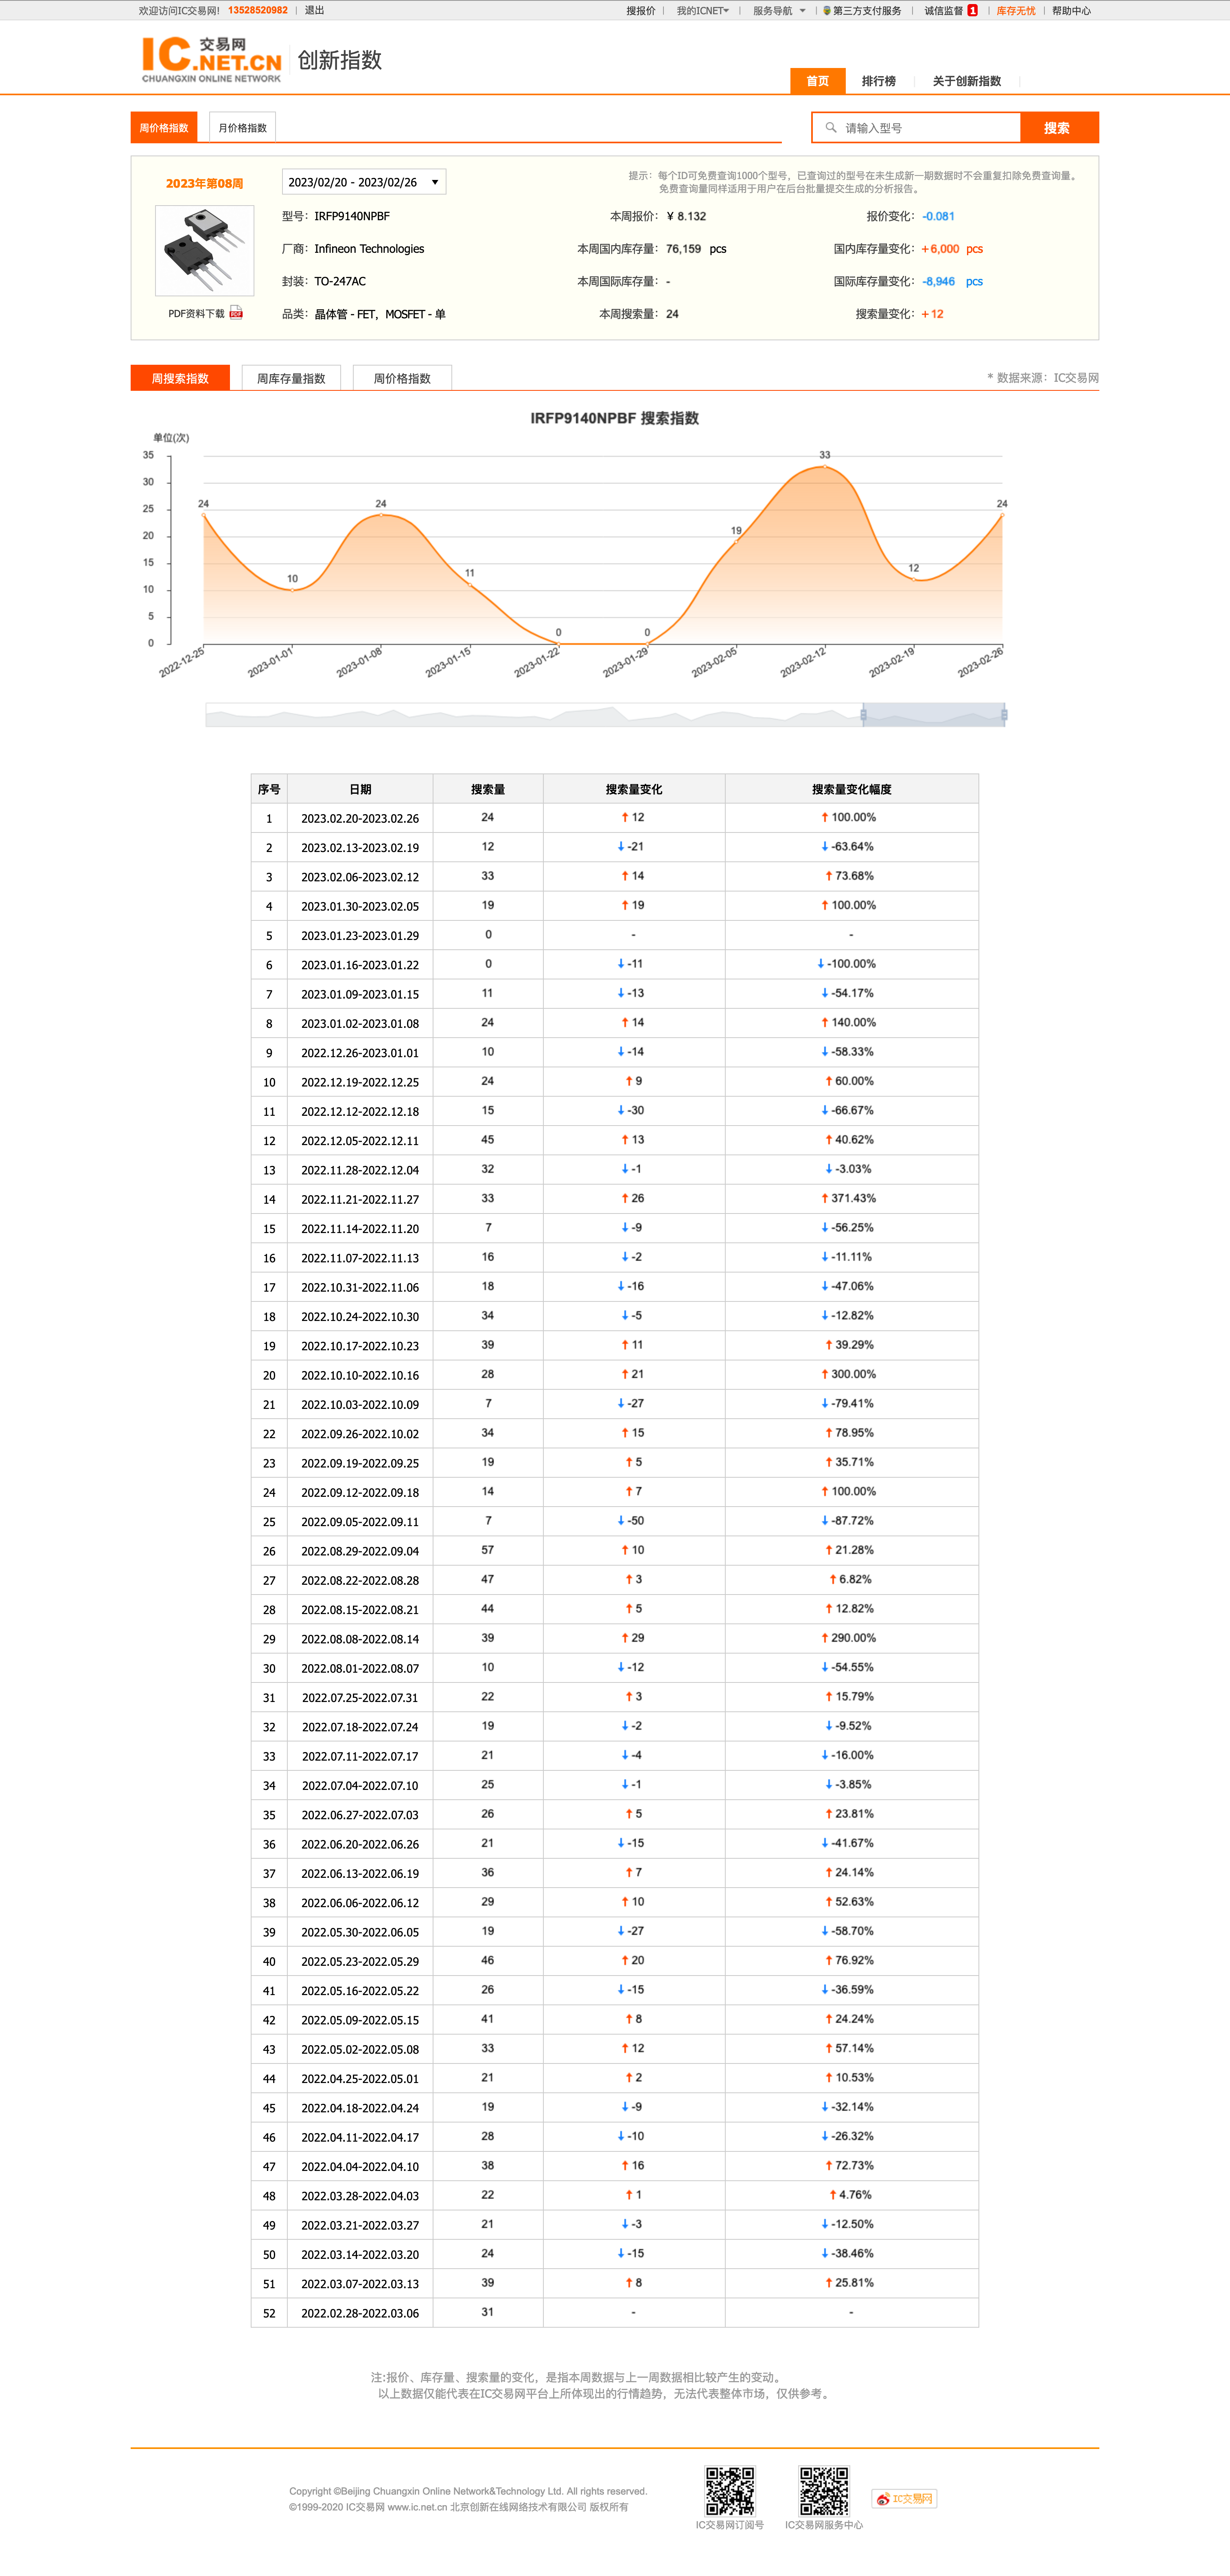 欢迎访问IC交易网! 13528520982 | 退出 搜报价 | 我的ICNET | 服务导航 | 第三方支付服务 | 诚信监督 1 | 库存无忧 | 帮助中心
IC 交易网
.NET.CN
CHUANGXIN ONLINE NETWORK
创新指数
首页 排行榜 关于创新指数
周价格指数 月价格指数 请输入型号 搜索
2023年第08周 2023/02/20 - 2023/02/26
提示：每个ID可免费查询1000个型号，已查询过的型号在未生成新一期数据时不会重复扣除免费查询量。
免费查询量同样适用于用户在后台批量提交生成的分析报告。
型号：IRFP9140NPBF 本周报价：¥ 8.132 报价变化：-0.081
厂商：Infineon Technologies 本周国内库存量：76,159 pcs 国内库存量变化：+6,000 pcs
封装：TO-247AC 本周国际库存量：- 国际库存量变化：-8,946 pcs
PDF资料下载 PDF
品类：晶体管 - FET，MOSFET - 单 本周搜索量：24 搜索量变化：+12
周搜索指数 周库存量指数 周价格指数 * 数据来源：IC交易网
IRFP9140NPBF 搜索指数
单位(次)
35
30
25
20
15
10
5
0
24 10 24 11 0 0 19 33 12 24
2022-12-25 2023-01-01 2023-01-08 2023-01-15 2023-01-22 2023-01-29 2023-02-05 2023-02-12 2023-02-19 2023-02-26
序号 日期 搜索量 搜索量变化 搜索量变化幅度
1 2023.02.20-2023.02.26 24 ↑ 12 ↑ 100.00%
2 2023.02.13-2023.02.19 12 ↓ -21 ↓ -63.64%
3 2023.02.06-2023.02.12 33 ↑ 14 ↑ 73.68%
4 2023.01.30-2023.02.05 19 ↑ 19 ↑ 100.00%
5 2023.01.23-2023.01.29 0 - -
6 2023.01.16-2023.01.22 0 ↓ -11 ↓ -100.00%
7 2023.01.09-2023.01.15 11 ↓ -13 ↓ -54.17%
8 2023.01.02-2023.01.08 24 ↑ 14 ↑ 140.00%
9 2022.12.26-2023.01.01 10 ↓ -14 ↓ -58.33%
10 2022.12.19-2022.12.25 24 ↑ 9 ↑ 60.00%
11 2022.12.12-2022.12.18 15 ↓ -30 ↓ -66.67%
12 2022.12.05-2022.12.11 45 ↑ 13 ↑ 40.62%
13 2022.11.28-2022.12.04 32 ↓ -1 ↓ -3.03%
14 2022.11.21-2022.11.27 33 ↑ 26 ↑ 371.43%
15 2022.11.14-2022.11.20 7 ↓ -9 ↓ -56.25%
16 2022.11.07-2022.11.13 16 ↓ -2 ↓ -11.11%
17 2022.10.31-2022.11.06 18 ↓ -16 ↓ -47.06%
18 2022.10.24-2022.10.30 34 ↓ -5 ↓ -12.82%
19 2022.10.17-2022.10.23 39 ↑ 11 ↑ 39.29%
20 2022.10.10-2022.10.16 28 ↑ 21 ↑ 300.00%
21 2022.10.03-2022.10.09 7 ↓ -27 ↓ -79.41%
22 2022.09.26-2022.10.02 34 ↑ 15 ↑ 78.95%
23 2022.09.19-2022.09.25 19 ↑ 5 ↑ 35.71%
24 2022.09.12-2022.09.18 14 ↑ 7 ↑ 100.00%
25 2022.09.05-2022.09.11 7 ↓ -50 ↓ -87.72%
26 2022.08.29-2022.09.04 57 ↑ 10 ↑ 21.28%
27 2022.08.22-2022.08.28 47 ↑ 3 ↑ 6.82%
28 2022.08.15-2022.08.21 44 ↑ 5 ↑ 12.82%
29 2022.08.08-2022.08.14 39 ↑ 29 ↑ 290.00%
30 2022.08.01-2022.08.07 10 ↓ -12 ↓ -54.55%
31 2022.07.25-2022.07.31 22 ↑ 3 ↑ 15.79%
32 2022.07.18-2022.07.24 19 ↓ -2 ↓ -9.52%
33 2022.07.11-2022.07.17 21 ↓ -4 ↓ -16.00%
34 2022.07.04-2022.07.10 25 ↓ -1 ↓ -3.85%
35 2022.06.27-2022.07.03 26 ↑ 5 ↑ 23.81%
36 2022.06.20-2022.06.26 21 ↓ -15 ↓ -41.67%
37 2022.06.13-2022.06.19 36 ↑ 7 ↑ 24.14%
38 2022.06.06-2022.06.12 29 ↑ 10 ↑ 52.63%
39 2022.05.30-2022.06.05 19 ↓ -27 ↓ -58.70%
40 2022.05.23-2022.05.29 46 ↑ 20 ↑ 76.92%
41 2022.05.16-2022.05.22 26 ↓ -15 ↓ -36.59%
42 2022.05.09-2022.05.15 41 ↑ 8 ↑ 24.24%
43 2022.05.02-2022.05.08 33 ↑ 12 ↑ 57.14%
44 2022.04.25-2022.05.01 21 ↑ 2 ↑ 10.53%
45 2022.04.18-2022.04.24 19 ↓ -9 ↓ -32.14%
46 2022.04.11-2022.04.17 28 ↓ -10 ↓ -26.32%
47 2022.04.04-2022.04.10 38 ↑ 16 ↑ 72.73%
48 2022.03.28-2022.04.03 22 ↑ 1 ↑ 4.76%
49 2022.03.21-2022.03.27 21 ↓ -3 ↓ -12.50%
50 2022.03.14-2022.03.20 24 ↓ -15 ↓ -38.46%
51 2022.03.07-2022.03.13 39 ↑ 8 ↑ 25.81%
52 2022.02.28-2022.03.06 31 - -
注:报价、库存量、搜索量的变化，是指本周数据与上一周数据相比较产生的变动。
以上数据仅能代表在IC交易网平台上所体现出的行情趋势，无法代表整体市场，仅供参考。
Copyright ©Beijing Chuangxin Online Network&Technology Ltd. All rights reserved.
©1999-2020 IC交易网 www.ic.net.cn 北京创新在线网络技术有限公司 版权所有
IC交易网订阅号 IC交易网服务中心 IC交易网